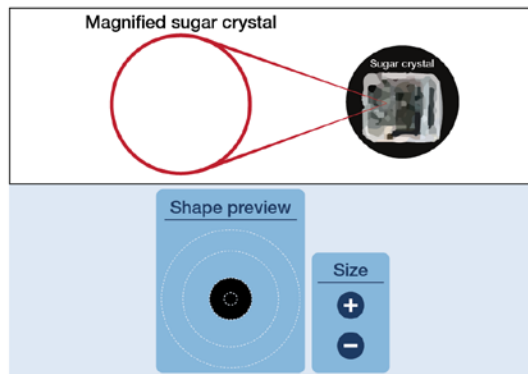 Magnified sugar crystal
Sugar crystal
Shape preview
Size
+
−